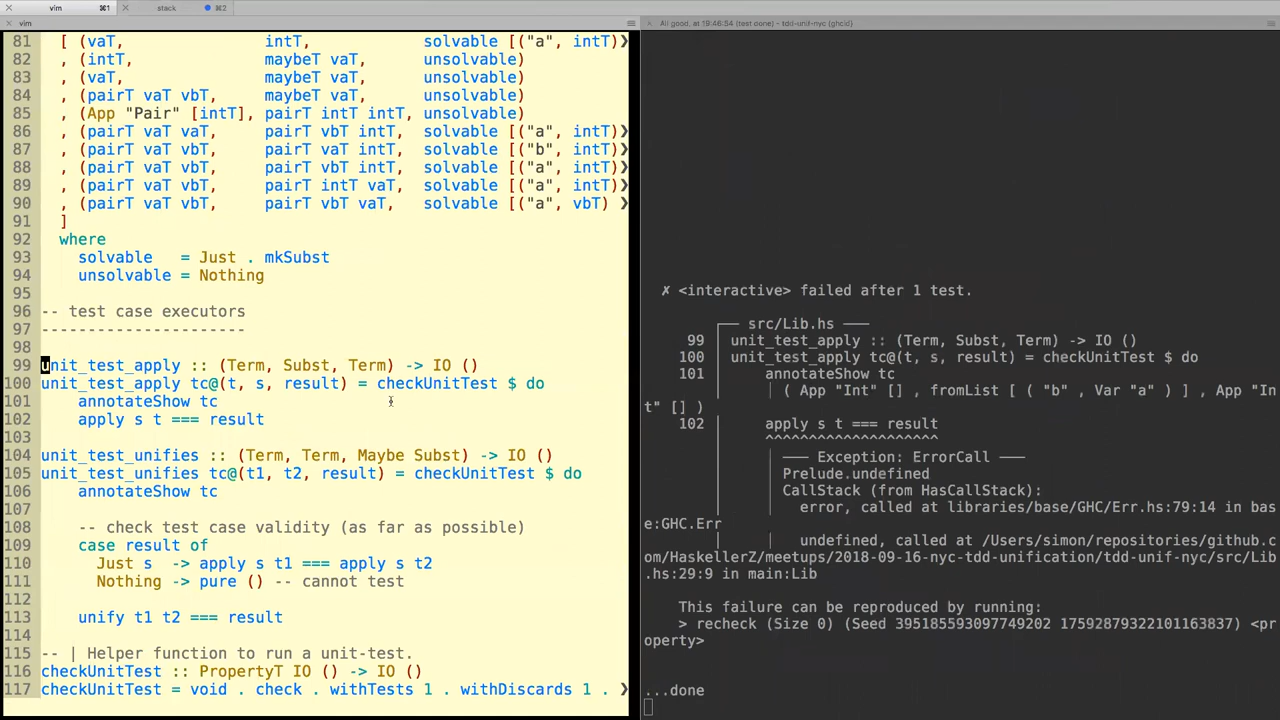 vim ⌘1 stack ⌘2
vim
All good, at 19:46:54 (test done) – tdd-unif-nyc (ghcid)
81   [ (vaT,               intT,            solvable [("a", intT)❯
82   , (intT,              maybeT vaT,      unsolvable)
83   , (vaT,               maybeT vaT,      unsolvable)
84   , (pairT vaT vbT,     maybeT vaT,      unsolvable)
85   , (App "Pair" [intT], pairT intT intT, unsolvable)
86   , (pairT vaT vaT,     pairT vbT intT,  solvable [("a", intT)❯
87   , (pairT vaT vbT,     pairT vaT intT,  solvable [("b", intT)❯
88   , (pairT vaT vbT,     pairT vbT intT,  solvable [("a", intT)❯
89   , (pairT vaT vbT,     pairT intT vaT,  solvable [("a", intT)❯
90   , (pairT vaT vbT,     pairT vbT vaT,   solvable [("a", vbT) ❯
91   ]
92   where
93     solvable   = Just . mkSubst
94     unsolvable = Nothing
95
96 -- test case executors
97 ----------------------
98
99 unit_test_apply :: (Term, Subst, Term) -> IO ()
100 unit_test_apply tc@(t, s, result) = checkUnitTest $ do
101     annotateShow tc
102     apply s t === result
103
104 unit_test_unifies :: (Term, Term, Maybe Subst) -> IO ()
105 unit_test_unifies tc@(t1, t2, result) = checkUnitTest $ do
106     annotateShow tc
107
108     -- check test case validity (as far as possible)
109     case result of
110       Just s  -> apply s t1 === apply s t2
111       Nothing -> pure () -- cannot test
112
113     unify t1 t2 === result
114
115 -- | Helper function to run a unit-test.
116 checkUnitTest :: PropertyT IO () -> IO ()
117 checkUnitTest = void . check . withTests 1 . withDiscards 1 . ❯
✗ <interactive> failed after 1 test.
┌── src/Lib.hs ───
99 │ unit_test_apply :: (Term, Subst, Term) -> IO ()
100 │ unit_test_apply tc@(t, s, result) = checkUnitTest $ do
101 │     annotateShow tc
│     │ ( App "Int" [] , fromList [ ( "b" , Var "a" ) ] , App "In
t" [] )
102 │     apply s t === result
│     ^^^^^^^^^^^^^^^^^^^^
│     │ ─── Exception: ErrorCall ───
│     │ Prelude.undefined
│     │ CallStack (from HasCallStack):
│     │   error, called at libraries/base/GHC/Err.hs:79:14 in bas
e:GHC.Err
│     │   undefined, called at /Users/simon/repositories/github.c
om/HaskellerZ/meetups/2018-09-16-nyc-tdd-unification/tdd-unif-nyc/src/Lib
.hs:29:9 in main:Lib
This failure can be reproduced by running:
> recheck (Size 0) (Seed 395185593097749202 17592879322101163837) <pr
operty>
...done